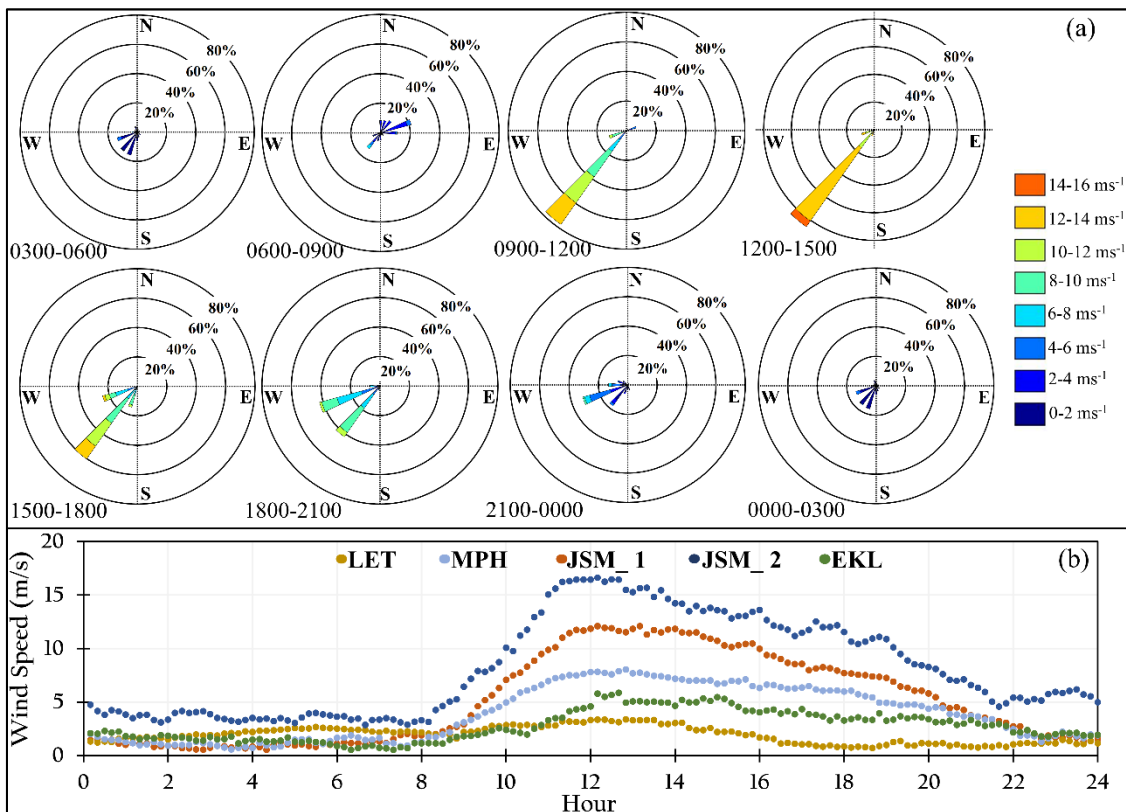 (a)
N
80%
60%
40%
20%
W
E
S
0300-0600
N
80%
60%
40%
20%
W
E
S
0600-0900
N
80%
60%
40%
20%
W
E
S
0900-1200
N
80%
60%
40%
20%
W
E
S
1200-1500
14-16 ms⁻¹
12-14 ms⁻¹
10-12 ms⁻¹
8-10 ms⁻¹
6-8 ms⁻¹
4-6 ms⁻¹
2-4 ms⁻¹
0-2 ms⁻¹
N
80%
60%
40%
20%
W
E
S
1500-1800
N
80%
60%
40%
20%
W
E
S
1800-2100
N
80%
60%
40%
20%
W
E
S
2100-0000
N
80%
60%
40%
20%
W
E
S
0000-0300
(b)
LET MPH JSM_ 1 JSM_ 2 EKL
Wind Speed (m/s)
20
15
10
5
0
0 2 4 6 8 10 12 14 16 18 20 22 24
Hour